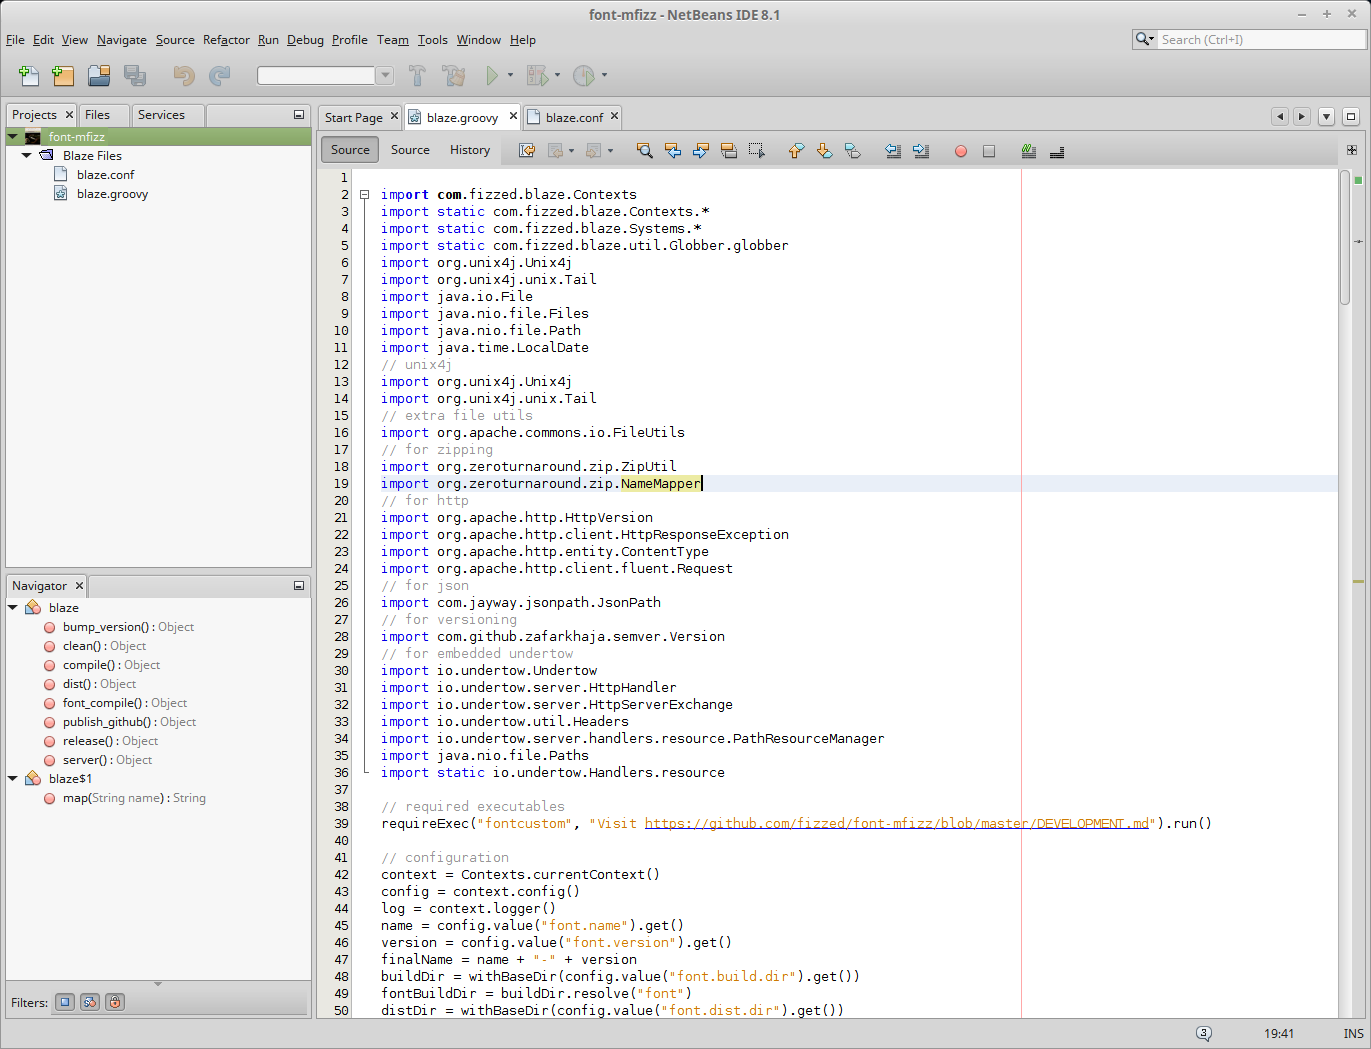 font-mfizz - NetBeans IDE 8.1
File Edit View Navigate Source Refactor Run Debug Profile Team Tools Window Help
Search (Ctrl+I)
Projects Files Services
font-mfizz
Blaze Files
blaze.conf
blaze.groovy
Navigator
blaze
bump_version() : Object
clean() : Object
compile() : Object
dist() : Object
font_compile() : Object
publish_github() : Object
release() : Object
server() : Object
blaze$1
map(String name) : String
Filters:
Start Page blaze.groovy blaze.conf
Source Source History
1
2 import com.fizzed.blaze.Contexts
3 import static com.fizzed.blaze.Contexts.*
4 import static com.fizzed.blaze.Systems.*
5 import static com.fizzed.blaze.util.Globber.globber
6 import org.unix4j.Unix4j
7 import org.unix4j.unix.Tail
8 import java.io.File
9 import java.nio.file.Files
10 import java.nio.file.Path
11 import java.time.LocalDate
12 // unix4j
13 import org.unix4j.Unix4j
14 import org.unix4j.unix.Tail
15 // extra file utils
16 import org.apache.commons.io.FileUtils
17 // for zipping
18 import org.zeroturnaround.zip.ZipUtil
19 import org.zeroturnaround.zip.NameMapper
20 // for http
21 import org.apache.http.HttpVersion
22 import org.apache.http.client.HttpResponseException
23 import org.apache.http.entity.ContentType
24 import org.apache.http.client.fluent.Request
25 // for json
26 import com.jayway.jsonpath.JsonPath
27 // for versioning
28 import com.github.zafarkhaja.semver.Version
29 // for embedded undertow
30 import io.undertow.Undertow
31 import io.undertow.server.HttpHandler
32 import io.undertow.server.HttpServerExchange
33 import io.undertow.util.Headers
34 import io.undertow.server.handlers.resource.PathResourceManager
35 import java.nio.file.Paths
36 import static io.undertow.Handlers.resource
37
38 // required executables
39 requireExec("fontcustom", "Visit https://github.com/fizzed/font-mfizz/blob/master/DEVELOPMENT.md").run()
40
41 // configuration
42 context = Contexts.currentContext()
43 config = context.config()
44 log = context.logger()
45 name = config.value("font.name").get()
46 version = config.value("font.version").get()
47 finalName = name + "-" + version
48 buildDir = withBaseDir(config.value("font.build.dir").get())
49 fontBuildDir = buildDir.resolve("font")
50 distDir = withBaseDir(config.value("font.dist.dir").get())
3 19:41 INS